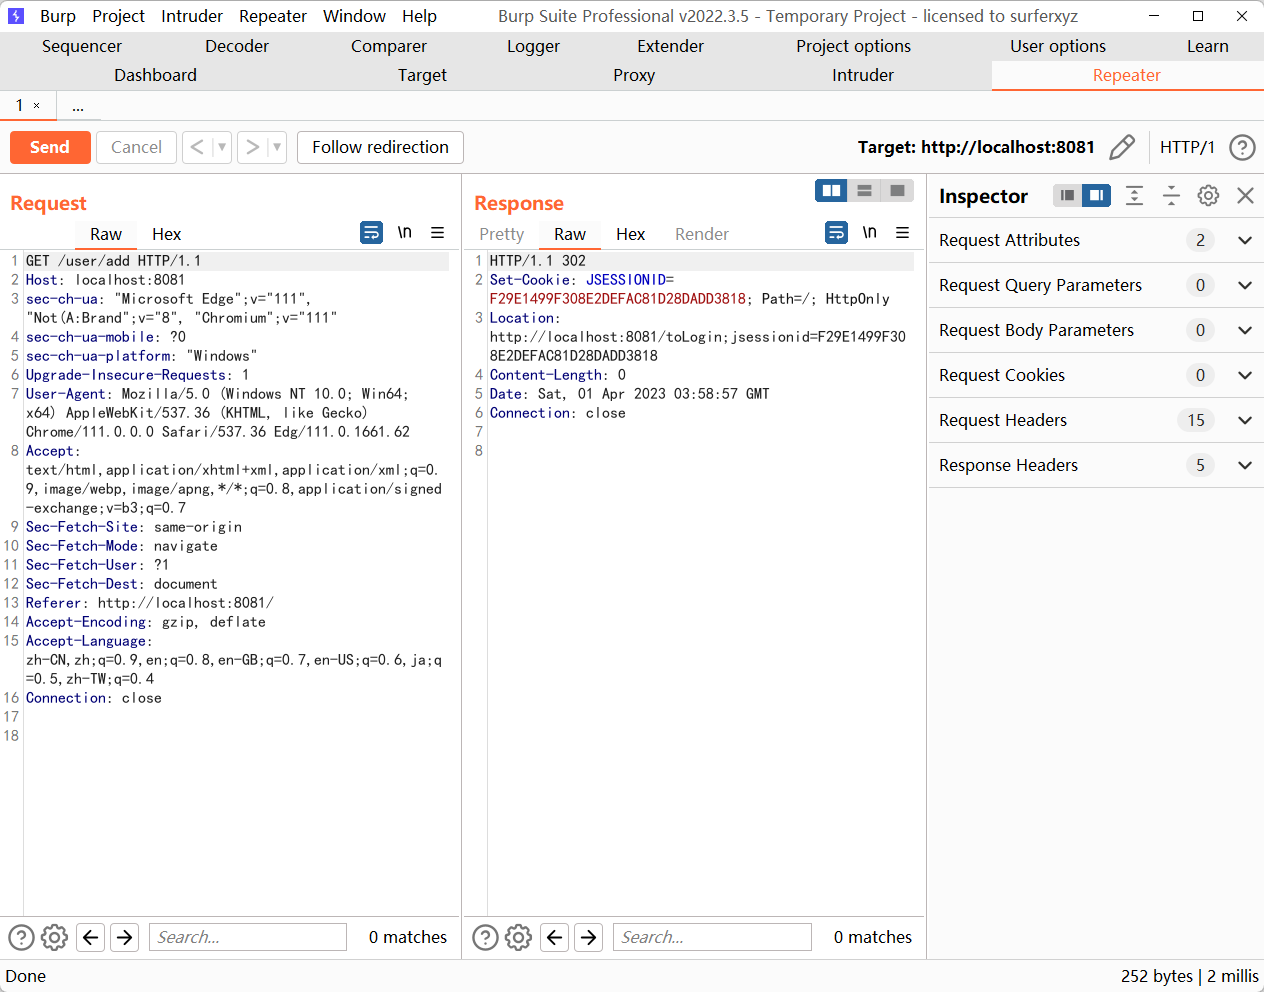 Burp Project Intruder Repeater Window Help Burp Suite Professional v2022.3.5 - Temporary Project - licensed to surferxyz
Sequencer Decoder Comparer Logger Extender Project options User options Learn
Dashboard Target Proxy Intruder Repeater
1 × ...
Send Cancel < ▼ > ▼ Follow redirection Target: http://localhost:8081 HTTP/1 ?
Request
Raw Hex \n
1 GET /user/add HTTP/1.1
2 Host: localhost:8081
3 sec-ch-ua: "Microsoft Edge";v="111",
"Not(A:Brand";v="8", "Chromium";v="111"
4 sec-ch-ua-mobile: ?0
5 sec-ch-ua-platform: "Windows"
6 Upgrade-Insecure-Requests: 1
7 User-Agent: Mozilla/5.0 (Windows NT 10.0; Win64;
x64) AppleWebKit/537.36 (KHTML, like Gecko)
Chrome/111.0.0.0 Safari/537.36 Edg/111.0.1661.62
8 Accept:
text/html,application/xhtml+xml,application/xml;q=0.
9,image/webp,image/apng,*/*;q=0.8,application/signed
-exchange;v=b3;q=0.7
9 Sec-Fetch-Site: same-origin
10 Sec-Fetch-Mode: navigate
11 Sec-Fetch-User: ?1
12 Sec-Fetch-Dest: document
13 Referer: http://localhost:8081/
14 Accept-Encoding: gzip, deflate
15 Accept-Language:
zh-CN,zh;q=0.9,en;q=0.8,en-GB;q=0.7,en-US;q=0.6,ja;q
=0.5,zh-TW;q=0.4
16 Connection: close
17
18
? Search... 0 matches
Response
Pretty Raw Hex Render \n
1 HTTP/1.1 302
2 Set-Cookie: JSESSIONID=
F29E1499F308E2DEFAC81D28DADD3818; Path=/; HttpOnly
3 Location:
http://localhost:8081/toLogin;jsessionid=F29E1499F30
8E2DEFAC81D28DADD3818
4 Content-Length: 0
5 Date: Sat, 01 Apr 2023 03:58:57 GMT
6 Connection: close
7
8
? Search... 0 matches
Inspector
Request Attributes 2
Request Query Parameters 0
Request Body Parameters 0
Request Cookies 0
Request Headers 15
Response Headers 5
Done 252 bytes | 2 millis